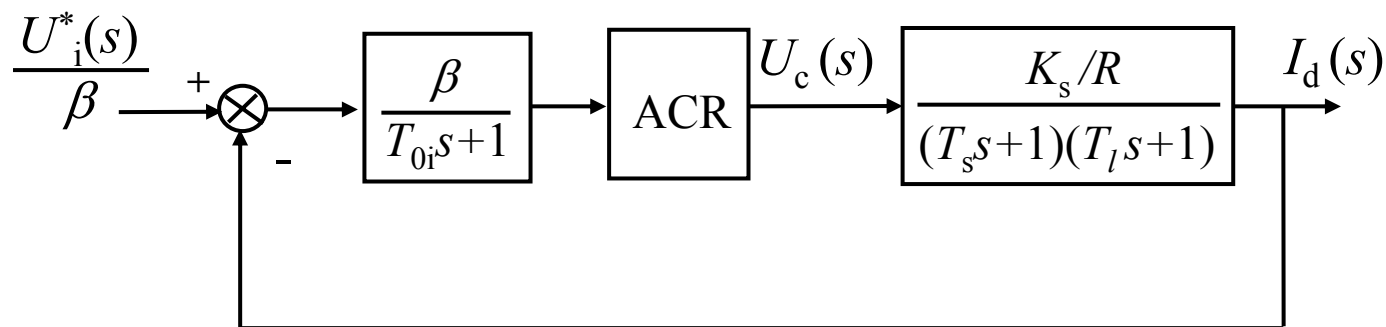 U*i(s)
β
+
-
β
T0is+1
ACR
Uc(s)
Ks/R
(Tss+1)(Tls+1)
Id(s)